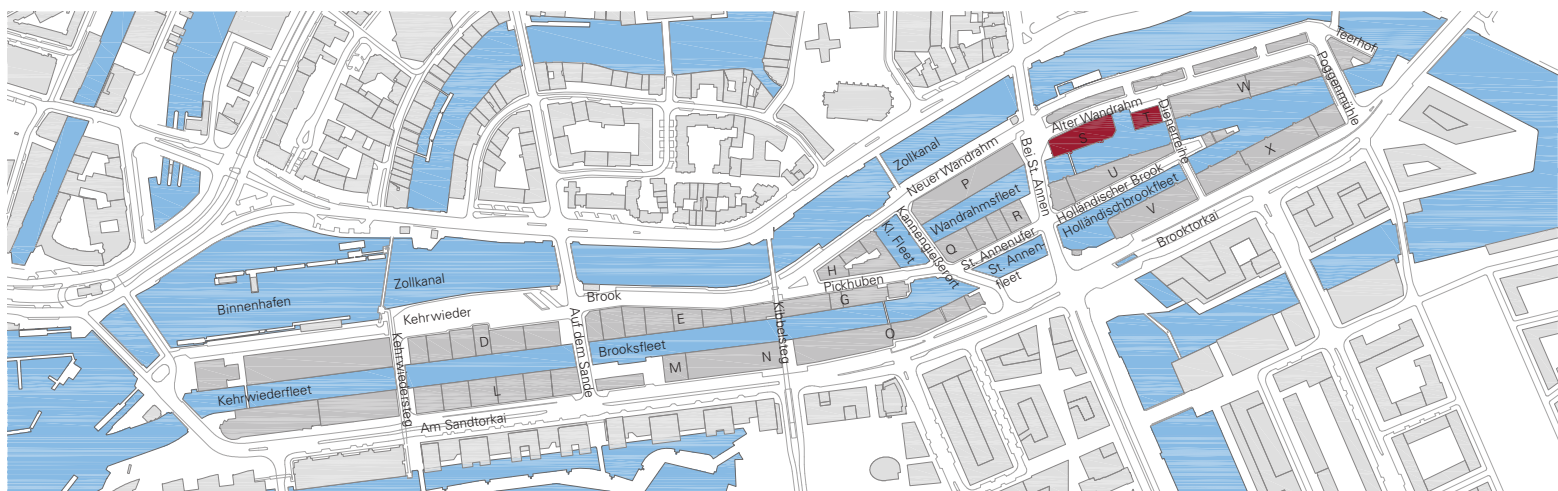 Teerhof
Poggenmühle
W
Alter Wandrahm
Dienerreihe
T
S
Zollkanal
Neuer Wandrahm
Bei St. Annen
X
U
P
Holländischer Brook
Holländischbrookfleet
V
Wandrahmsfleet
R
Kannengießerort
Kl. Fleet
Q
St. Annenufer
St. Annen-
fleet
Brooktorkai
H
Pickhuben
G
Zollkanal
Binnenhafen
Brook
Kehrwieder
Kibbelsteg
Auf dem Sande
E
D
Brooksfleet
O
N
M
Kehrwiedersteg
Kehrwiederfleet
L
Am Sandtorkai